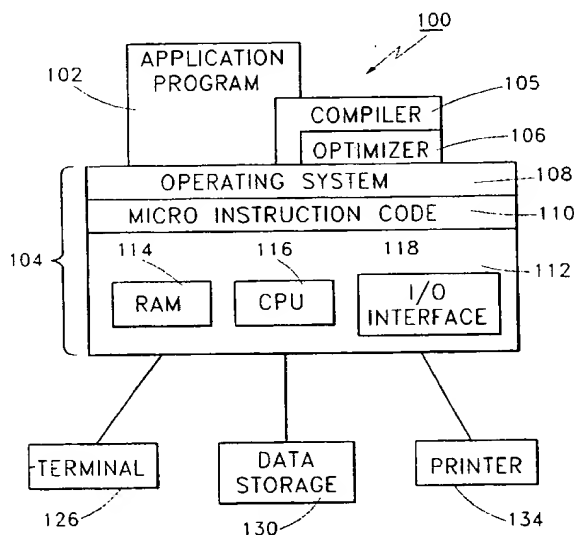 100
APPLICATION
PROGRAM
102
105
COMPILER
106
OPTIMIZER
OPERATING SYSTEM
108
MICRO INSTRUCTION CODE
110
104
114
116
118
112
RAM
CPU
I/O
INTERFACE
TERMINAL
DATA
STORAGE
PRINTER
126
130
134